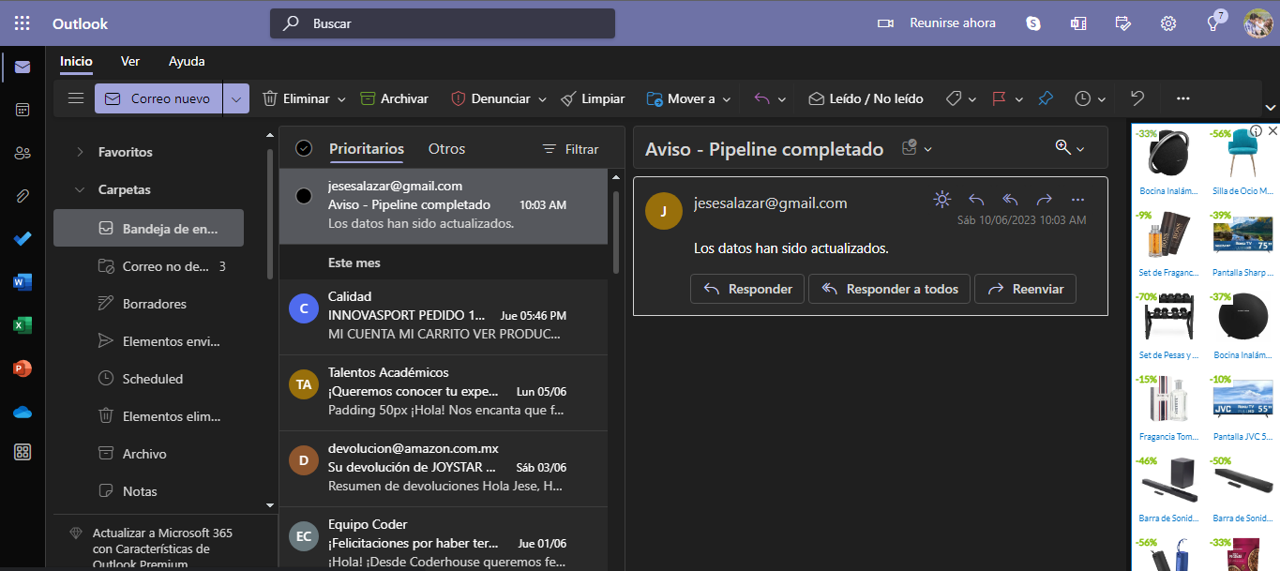 Outlook
Buscar
Reunirse ahora
7
Inicio
Ver
Ayuda
Correo nuevo
Eliminar
Archivar
Denunciar
Limpiar
Mover a
Leído / No leído
Favoritos
Carpetas
Bandeja de en...
Correo no de... 3
Borradores
Elementos envi...
Scheduled
Elementos elim...
Archivo
Notas
Actualizar a Microsoft 365
con Características de
Outlook Premium
Prioritarios
Otros
Filtrar
jesesalazar@gmail.com
Aviso - Pipeline completado 10:03 AM
Los datos han sido actualizados.
Este mes
C
Calidad
INNOVASPORT PEDIDO 1... Jue 05:46 PM
MI CUENTA MI CARRITO VER PRODUC...
TA
Talentos Académicos
¡Queremos conocer tu expe... Lun 05/06
Padding 50px ¡Hola! Nos encanta que f...
D
devolucion@amazon.com.mx
Su devolución de JOYSTAR ... Sáb 03/06
Resumen de devoluciones Hola Jese, H...
EC
Equipo Coder
¡Felicitaciones por haber ter... Jue 01/06
¡Hola! ¡Desde Coderhouse queremos fe...
Aviso - Pipeline completado
J
jesesalazar@gmail.com
Sáb 10/06/2023 10:03 AM
Los datos han sido actualizados.
Responder
Responder a todos
Reenviar
-33% -56%
Bocina Inalám... Silla de Ocio M...
-9% -39%
75"
Set de Faganc... Pantalla Sharp ...
-70% -37%
Set de Pesas y ... Bocina Inalám...
-15% -10%
JVC 55"
Fragancia Tom... Pantalla JVC 5...
-46% -50%
Barra de Sonid... Barra de Sonid...
-56% -33%